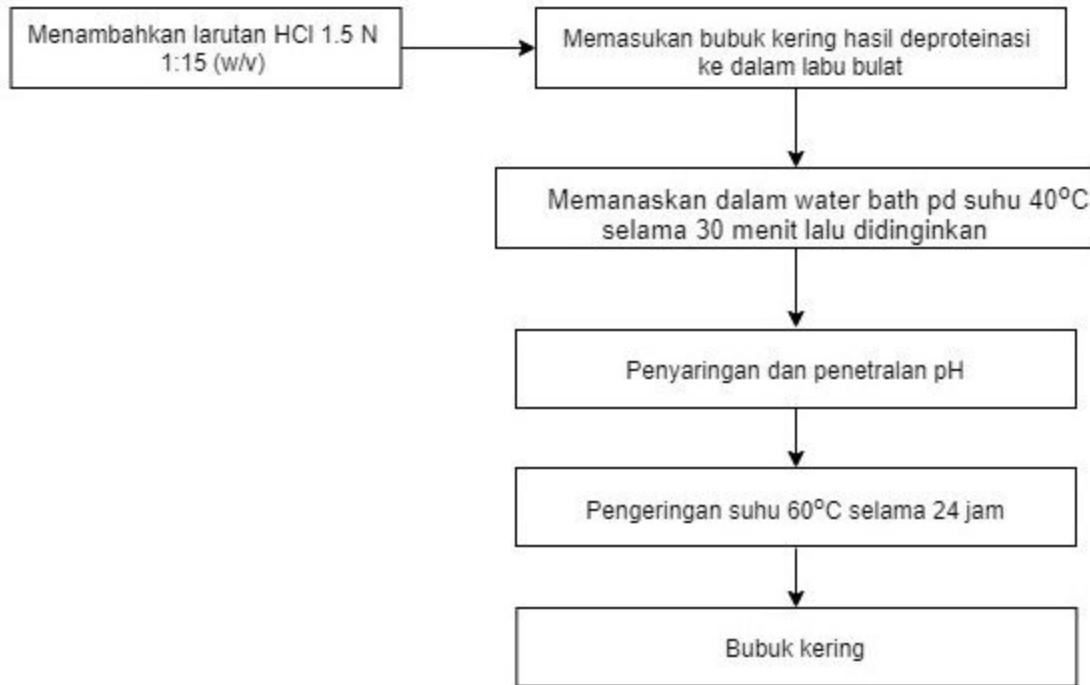 Menambahkan larutan HCl 1.5 N
1:15 (w/v)
Memasukan bubuk kering hasil deproteinasi
ke dalam labu bulat
Memanaskan dalam water bath pd suhu 40°C
selama 30 menit lalu didinginkan
Penyaringan dan penetralan pH
Pengeringan suhu 60°C selama 24 jam
Bubuk kering